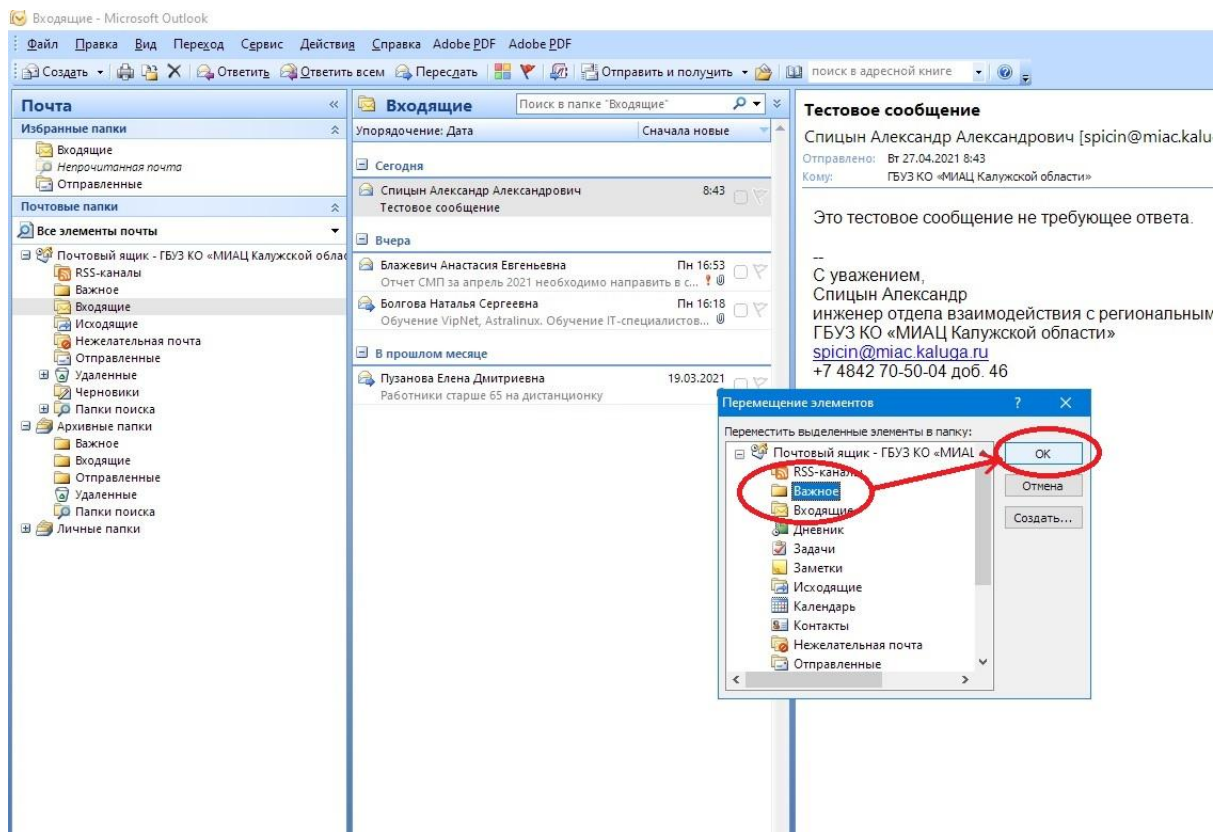 Входящие - Microsoft Outlook
Файл Правка Вид Переход Сервис Действия Справка Adobe PDF Adobe PDF
Создать Ответить Ответить всем Переслать Отправить и получить поиск в адресной книге
Почта
Избранные папки
Входящие
Непрочитанная почта
Отправленные
Почтовые папки
Все элементы почты
Почтовый ящик - ГБУЗ КО «МИАЦ Калужской облас
RSS-каналы
Важное
Входящие
Исходящие
Нежелательная почта
Отправленные
Удаленные
Черновики
Папки поиска
Архивные папки
Важное
Входящие
Отправленные
Удаленные
Папки поиска
Личные папки
Входящие
Поиск в папке "Входящие"
Упорядочение: Дата Сначала новые
Сегодня
Спицын Александр Александрович 8:43
Тестовое сообщение
Вчера
Блажевич Анастасия Евгеньевна Пн 16:53
Отчет СМП за апрель 2021 необходимо направить в с...
Болгова Наталья Сергеевна Пн 16:18
Обучение VipNet, Astralinux. Обучение IT-специалистов...
В прошлом месяце
Пузанова Елена Дмитриевна 19.03.2021
Работники старше 65 на дистанционку
Тестовое сообщение
Спицын Александр Александрович [spicin@miac.kalu
Отправлено: Вт 27.04.2021 8:43
Кому: ГБУЗ КО «МИАЦ Калужской области»
Это тестовое сообщение не требующее ответа.
--
С уважением,
Спицын Александр
инженер отдела взаимодействия с региональным
ГБУЗ КО «МИАЦ Калужской области»
spicin@miac.kaluga.ru
+7 4842 70-50-04 доб. 46
Перемещение элементов ? X
Переместить выделенные элементы в папку:
Почтовый ящик - ГБУЗ КО «МИАЦ
RSS-каналы
Важное
Входящие
Дневник
Задачи
Заметки
Исходящие
Календарь
Контакты
Нежелательная почта
Отправленные
ОК
Отмена
Создать...